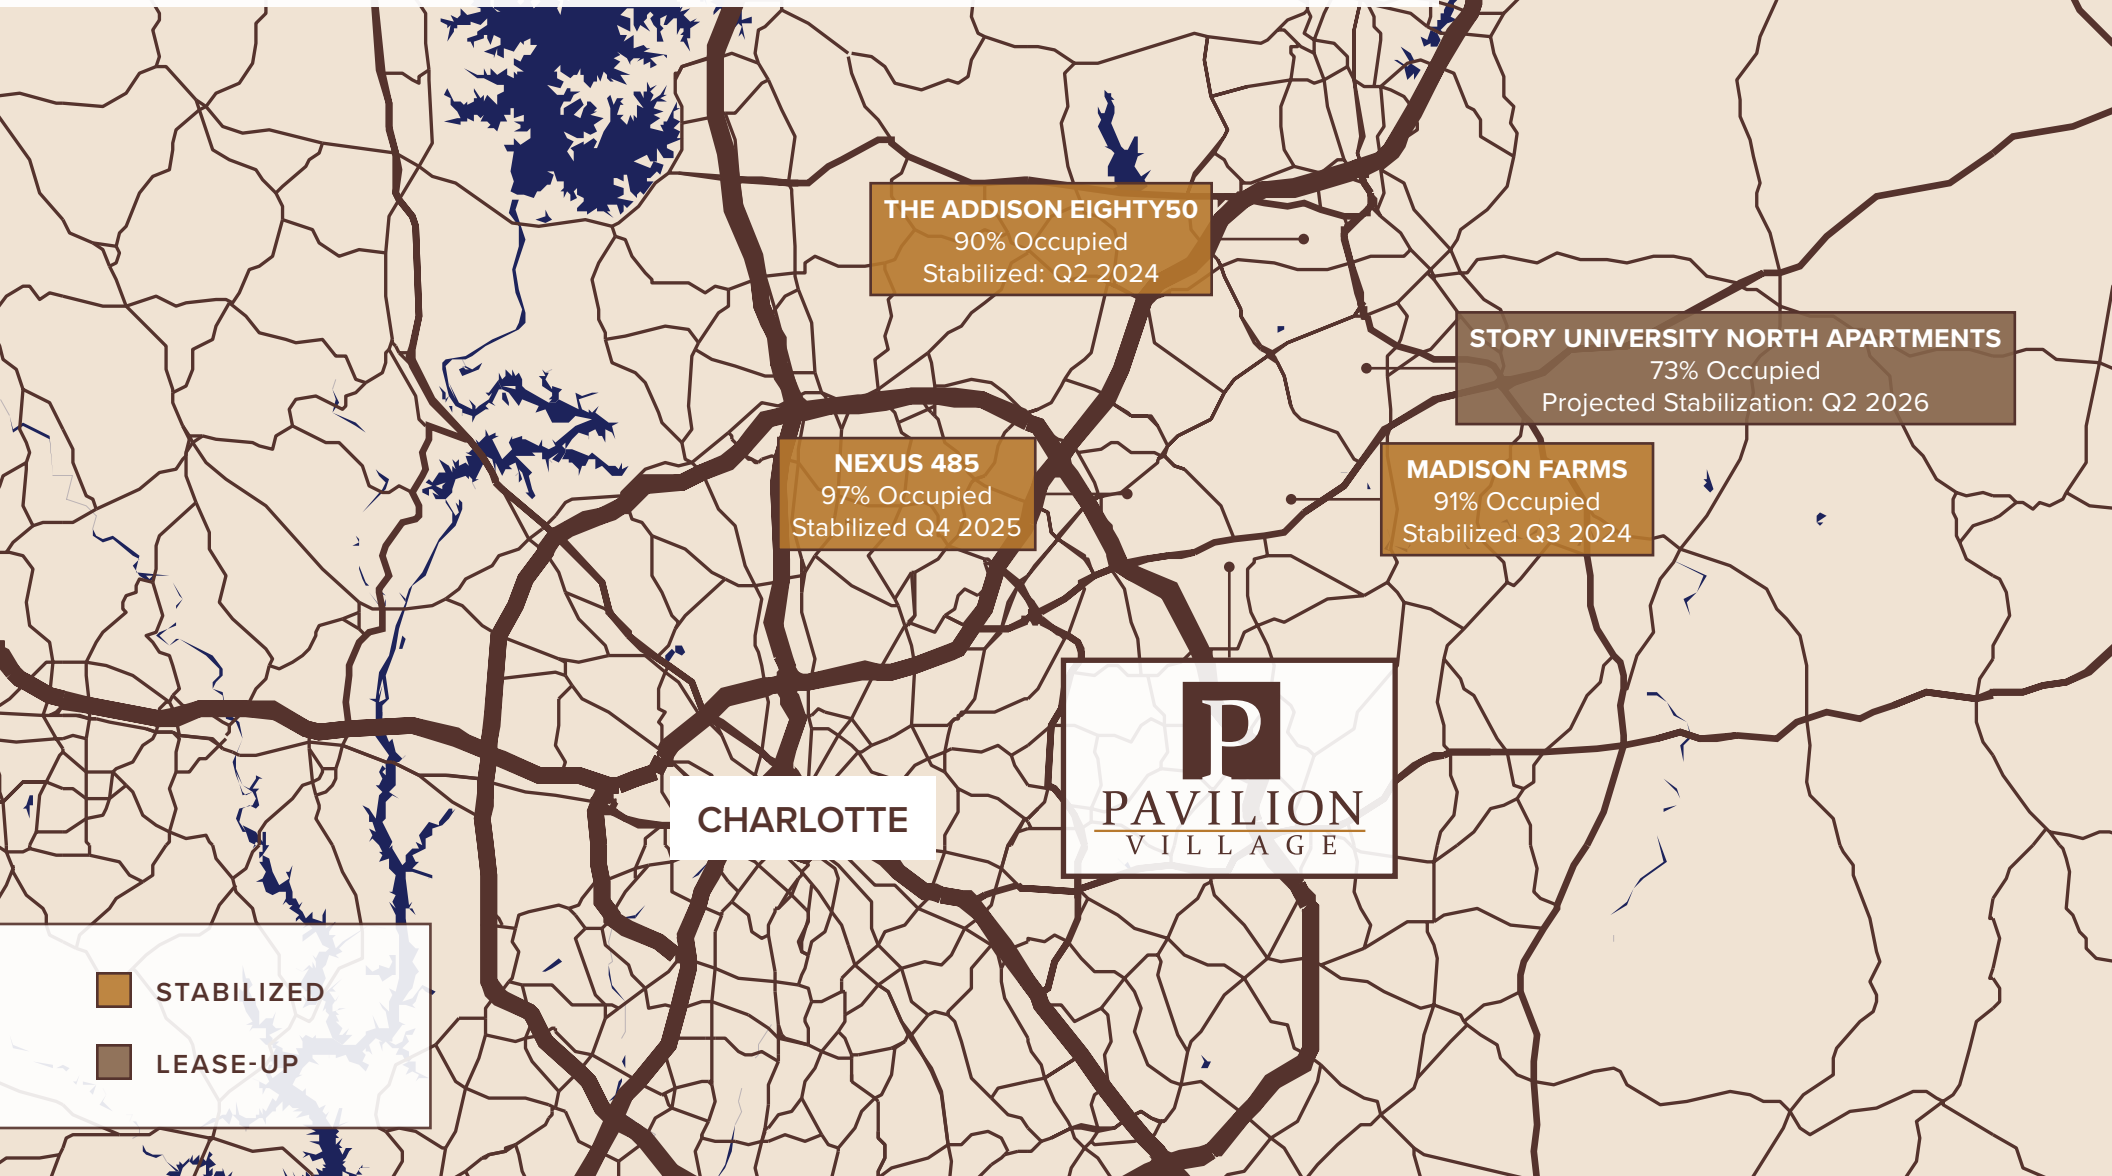 THE ADDISON EIGHTY50
90% Occupied
Stabilized: Q2 2024
STORY UNIVERSITY NORTH APARTMENTS
73% Occupied
Projected Stabilization: Q2 2026
NEXUS 485
97% Occupied
Stabilized Q4 2025
MADISON FARMS
91% Occupied
Stabilized Q3 2024
P
PAVILION
VILLAGE
CHARLOTTE
STABILIZED
LEASE-UP